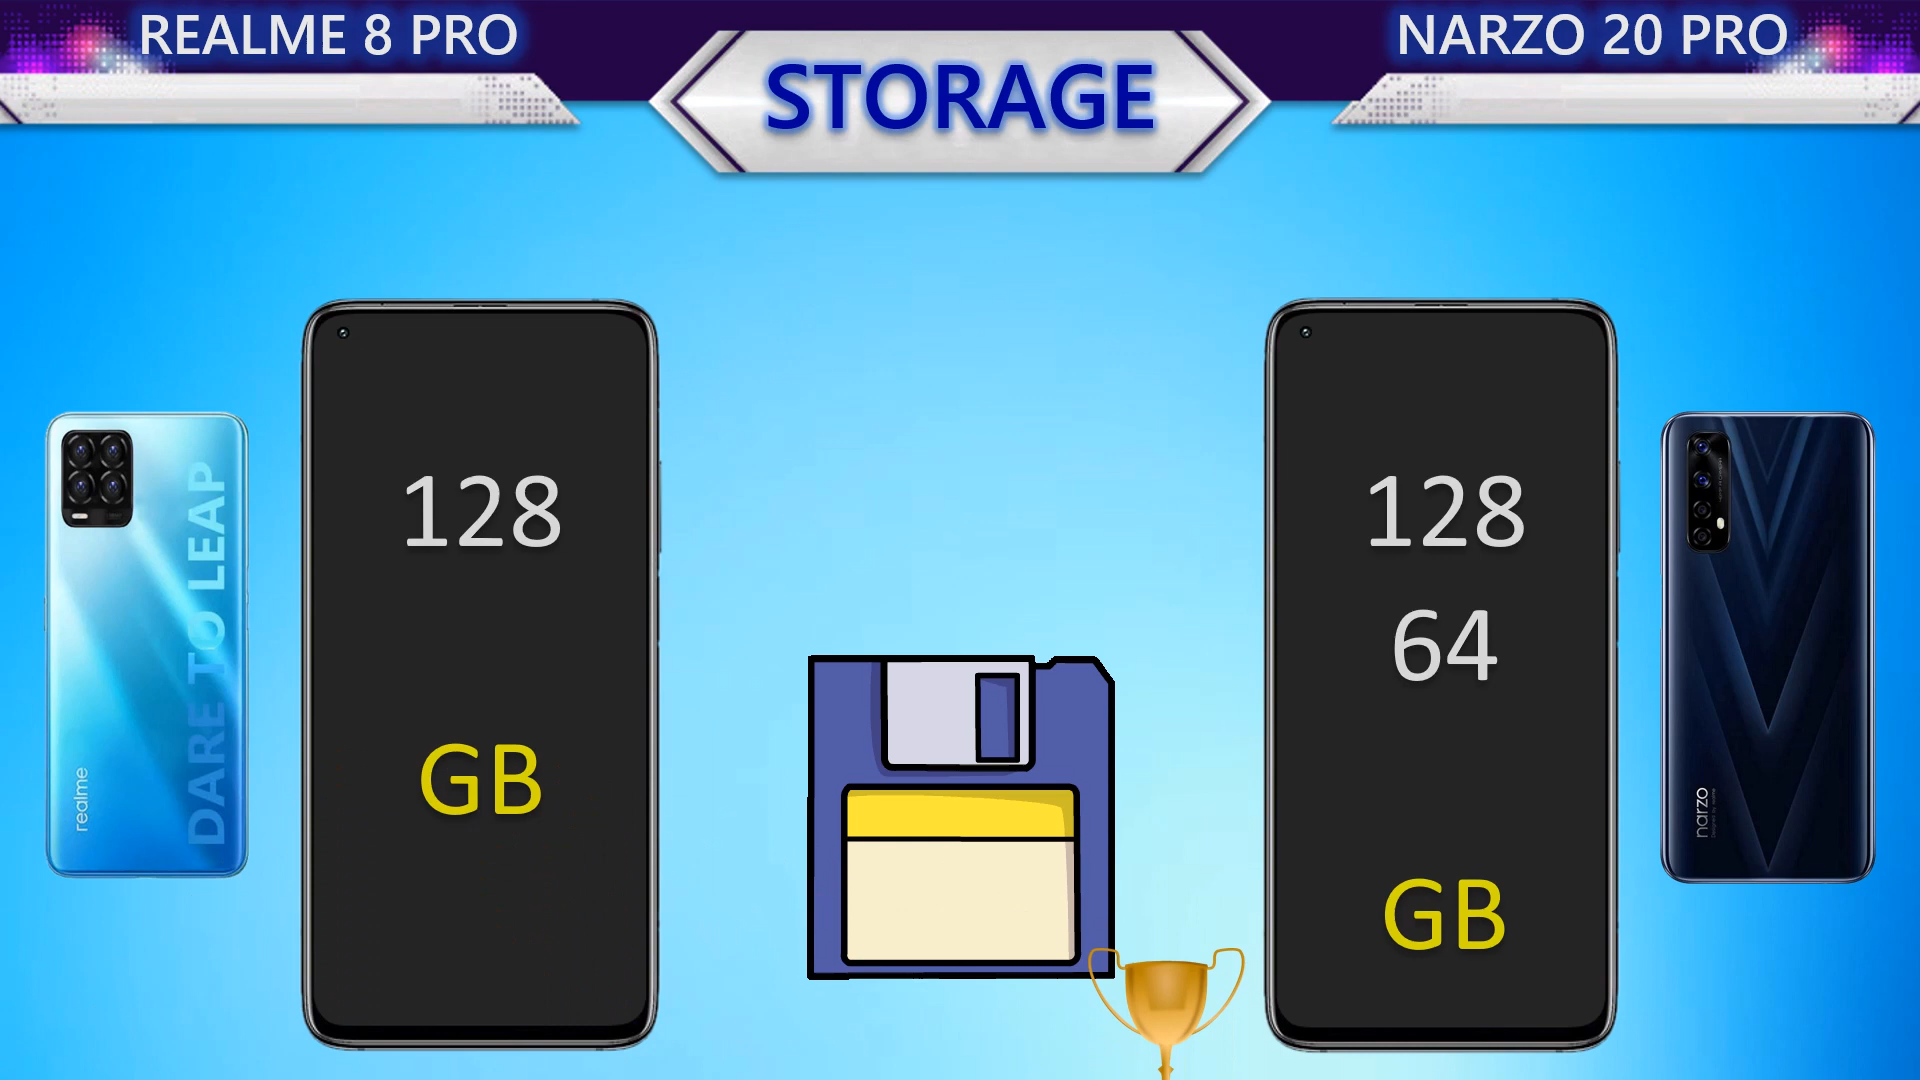 REALME 8 PRO
STORAGE
NARZO 20 PRO
DARE TO LEAP
realme
128
GB
128
64
GB
narzo